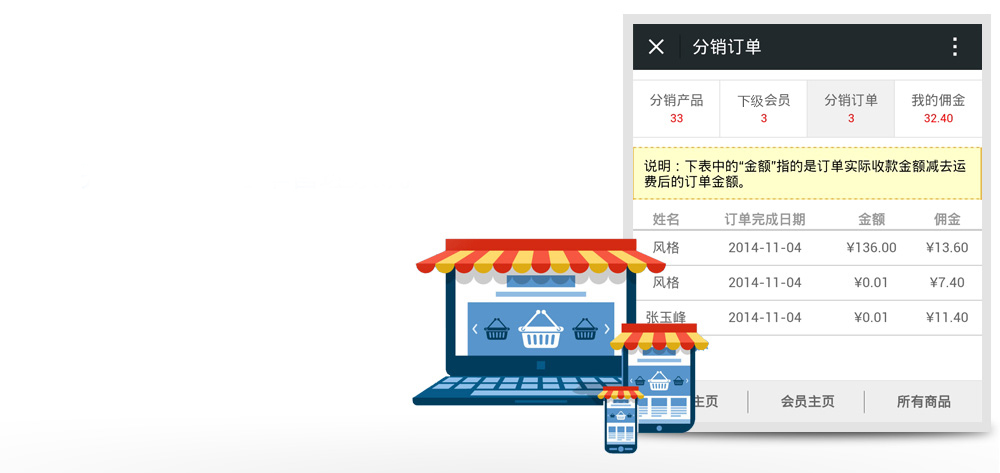 分销订单
分销产品 下级会员 分销订单 我的佣金
33 3 3 32.40
说明：下表中的“金额”指的是订单实际收款金额减去运
费后的订单金额。
姓名 订单完成日期 金额 佣金
风格 2014-11-04 ¥136.00 ¥13.60
风格 2014-11-04 ¥0.01 ¥7.40
张玉峰 2014-11-04 ¥0.01 ¥11.40
主页 会员主页 所有商品